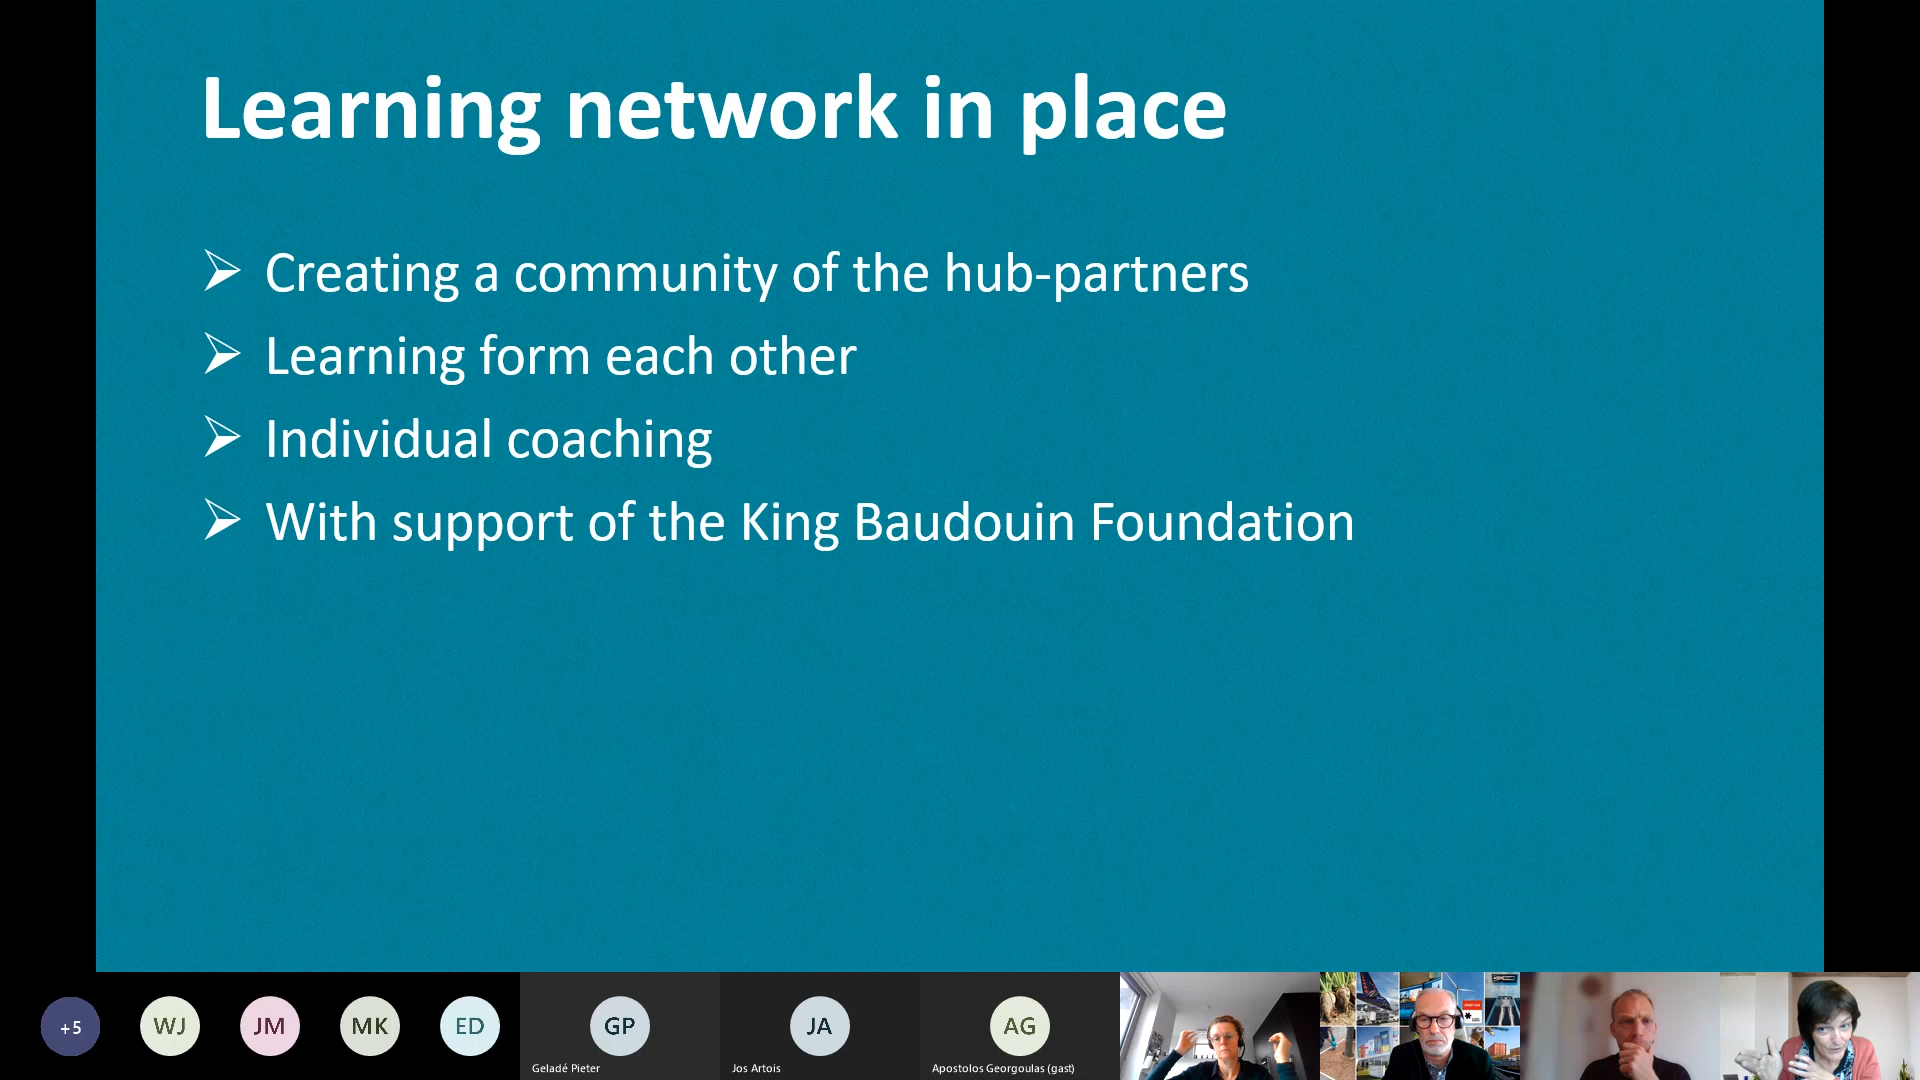 Learning network in place
Creating a community of the hub-partners
Learning form each other
Individual coaching
With support of the King Baudouin Foundation
+5
WJ
JM
MK
ED
GP
JA
AG
Geladé Pieter
Jos Artois
Apostolos Georgoulas (gast)